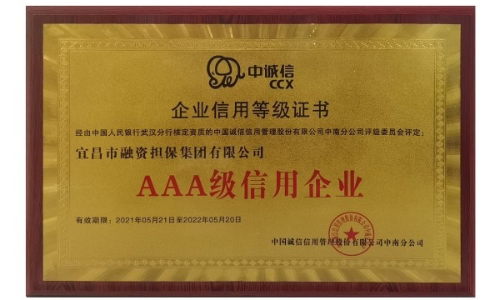 中诚信
CCX
企业信用等级证书
经由中国人民银行武汉分行核定资质的中国诚信信用管理股份有限公司中南分公司评级委员会评定:
宜昌市融资担保集团有限公司
AAA级信用企业
有效期限:2021年05月21日至2022年05月20日
中国诚信信用管理股份有限公司中南分公司